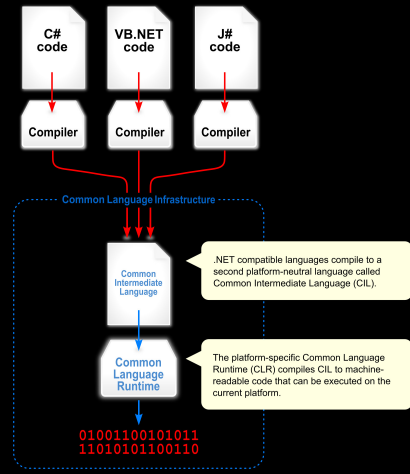 C#
code
VB.NET
code
J#
code
Compiler
Compiler
Compiler
Common Language Infrastructure
Common
Intermediate
Language
.NET compatible languages compile to a
second platform-neutral language called
Common Intermediate Language (CIL).
Common
Language
Runtime
The platform-specific Common Language
Runtime (CLR) compiles CIL to machine-
readable code that can be executed on the
current platform.
01001100101011
11010101100110